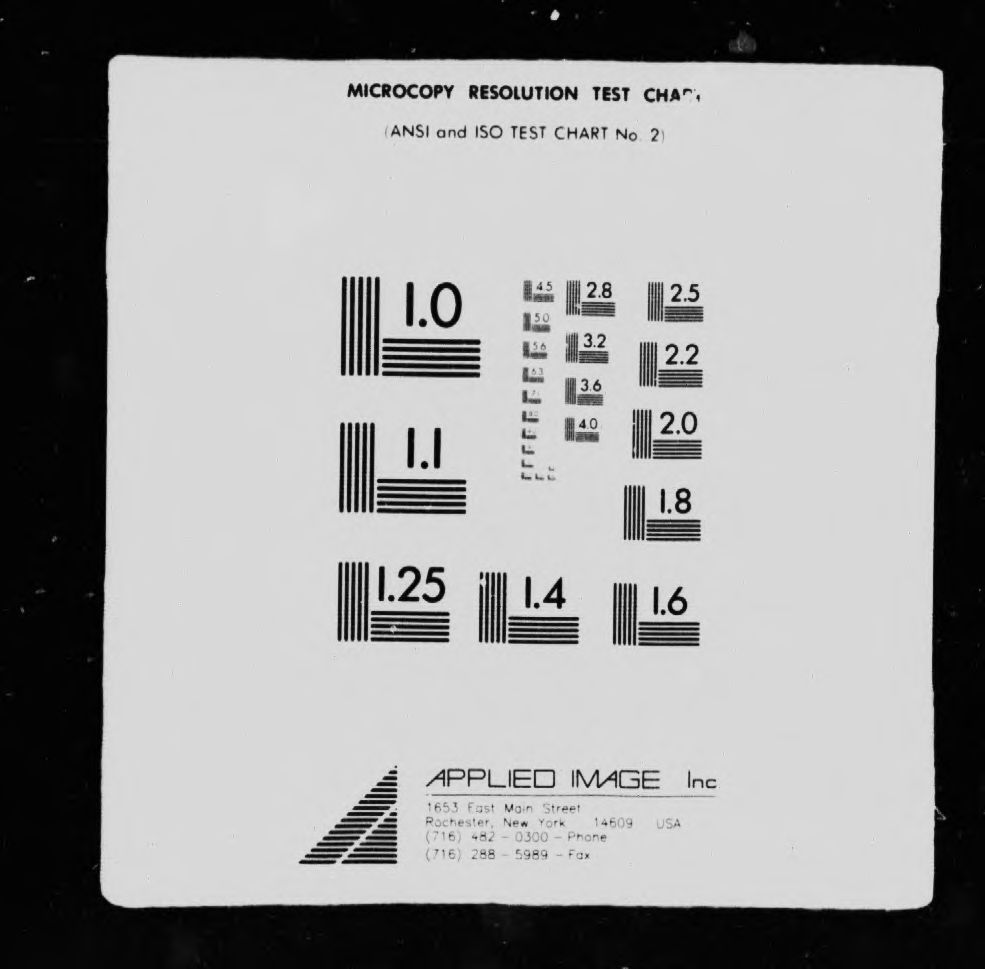 MICROCOPY RESOLUTION TEST
(ANSI and ISO TEST CHART No. 2)
1.0
4.5
2.8
2.5
5.0
3.2
2.2
5.6
6.3
3.6
2.0
4.0
1.1
1.8
1.25
1.4
1.6
APPLIED IMAGE Inc
1653 East Main Street
Rochester, New York 14609 USA
(716) 482 - 0300 - Phone
(716) 288 - 5989 - Fax